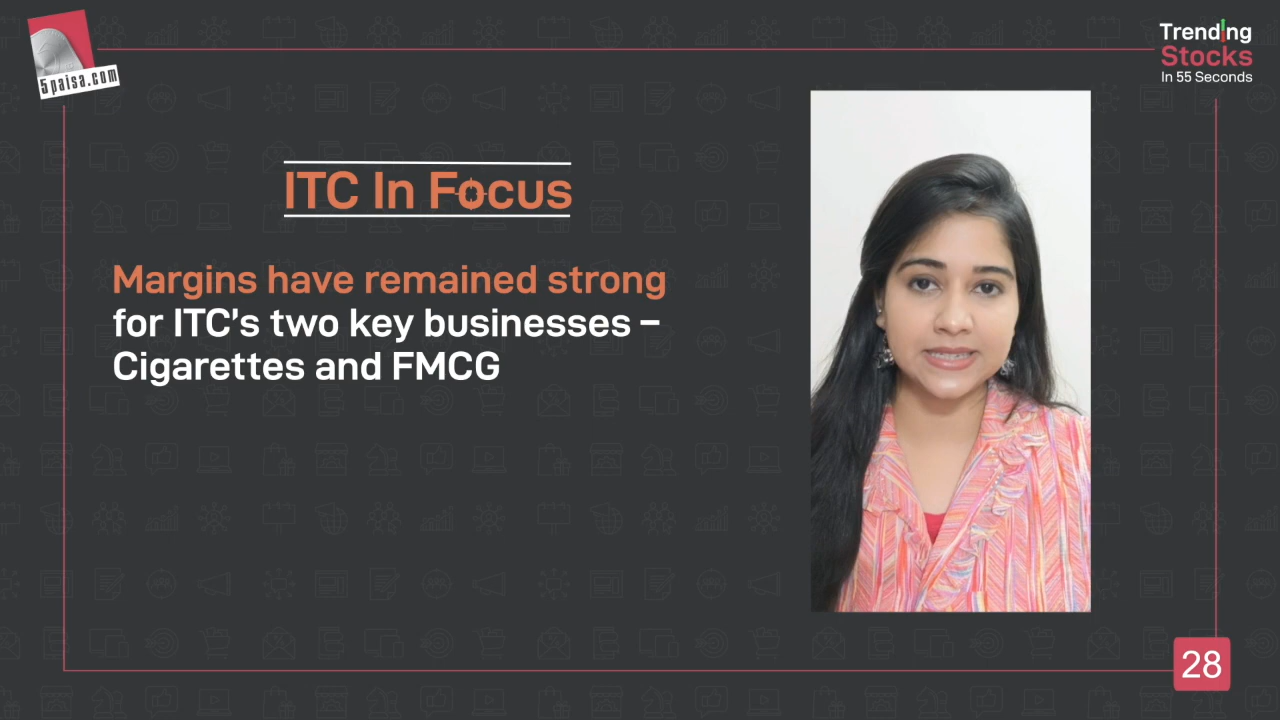 5paisa.com
Trending
Stocks
In 55 Seconds
ITC In Focus
Margins have remained strong
for ITC's two key businesses –
Cigarettes and FMCG
28